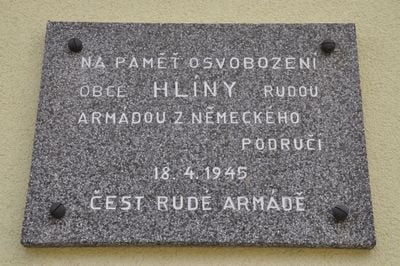 NA PAMĚŤ OSVOBOZENÍ
OBCE HLÍNY RUDOU
ARMÁDOU Z NĚMECKÉHO
PODRUČÍ
18. 4. 1945
ČEST RUDÉ ARMÁDĚ